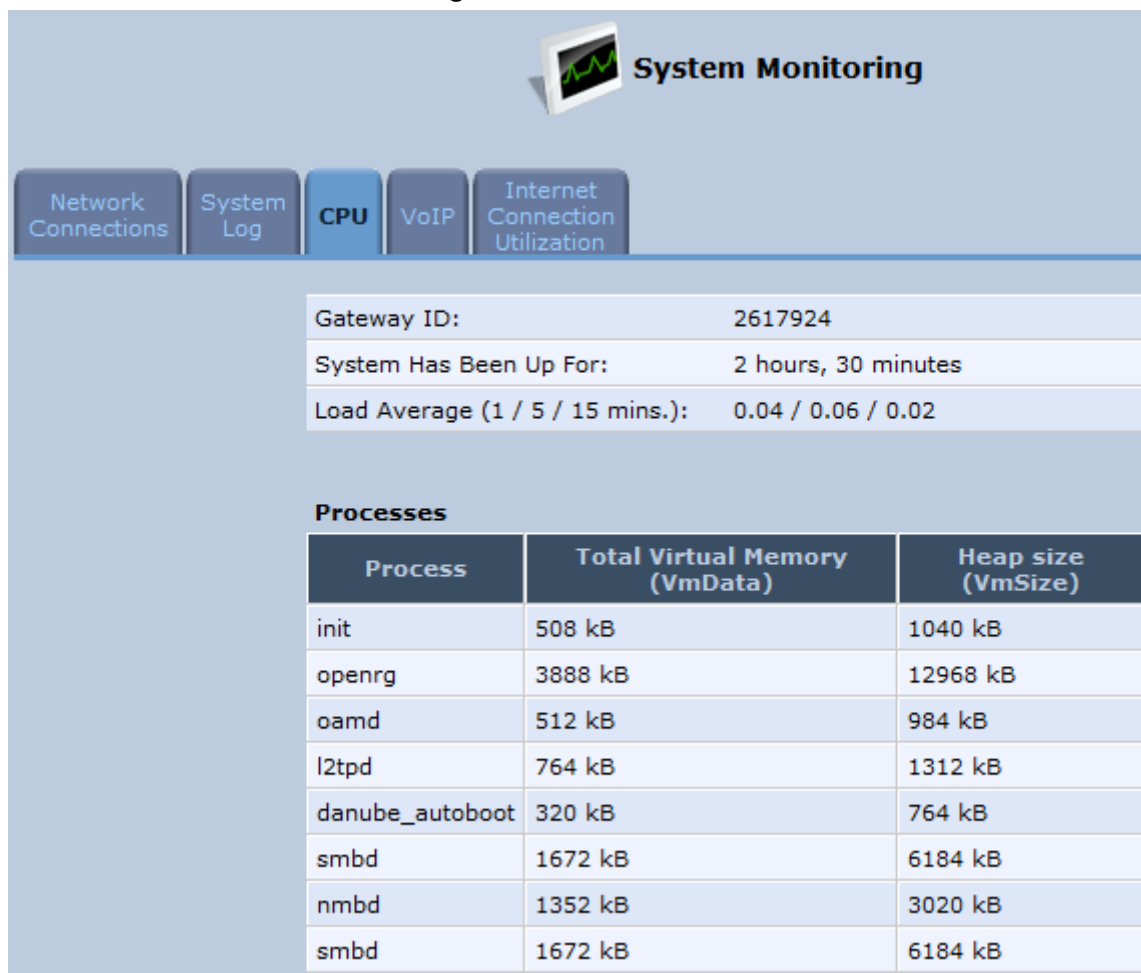 System Monitoring
Network Connections System Log CPU VoIP Internet Connection Utilization
Gateway ID: 2617924
System Has Been Up For: 2 hours, 30 minutes
Load Average (1 / 5 / 15 mins.): 0.04 / 0.06 / 0.02
Processes
Process Total Virtual Memory (VmData) Heap size (VmSize)
init 508 kB 1040 kB
openrg 3888 kB 12968 kB
oamd 512 kB 984 kB
l2tpd 764 kB 1312 kB
danube_autoboot 320 kB 764 kB
smbd 1672 kB 6184 kB
nmbd 1352 kB 3020 kB
smbd 1672 kB 6184 kB